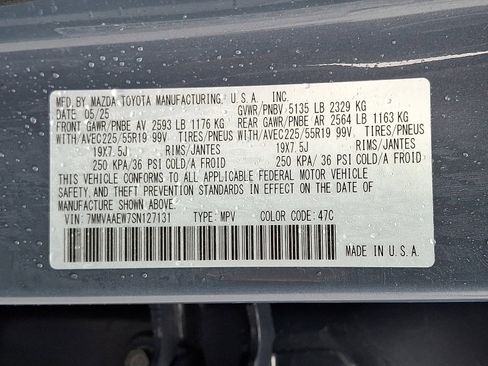 MFD. BY MAZDA TOYOTA MANUFACTURING, U.S.A., INC.
DATE 05/25 GVWR/PNBV 5135 LB 2329 KG
FRONT GAWR/PNBE AV 2593 LB 1176 KG REAR GAWR/PNBE AR 2564 LB 1163 KG
WITH/AVEC225/55R19 99V TIRES/PNEUS WITH/AVEC225/55R19 99V TIRES/PNEUS
19X7.5J RIMS/JANTES 19X7.5J RIMS/JANTES
250 KPA/ 36 PSI COLD/A FROID 250 KPA/ 36 PSI COLD/A FROID
THIS VEHICLE CONFORMS TO ALL APPLICABLE FEDERAL MOTOR VEHICLE
SAFETY, AND THEFT PREVENTION STANDARDS IN EFFECT ON THE DATE OF
MANUFACTURE SHOWN ABOVE.
VIN: 7MMVAAEW7SN127131 TYPE: MPV COLOR CODE: 47C
MADE IN U.S.A.